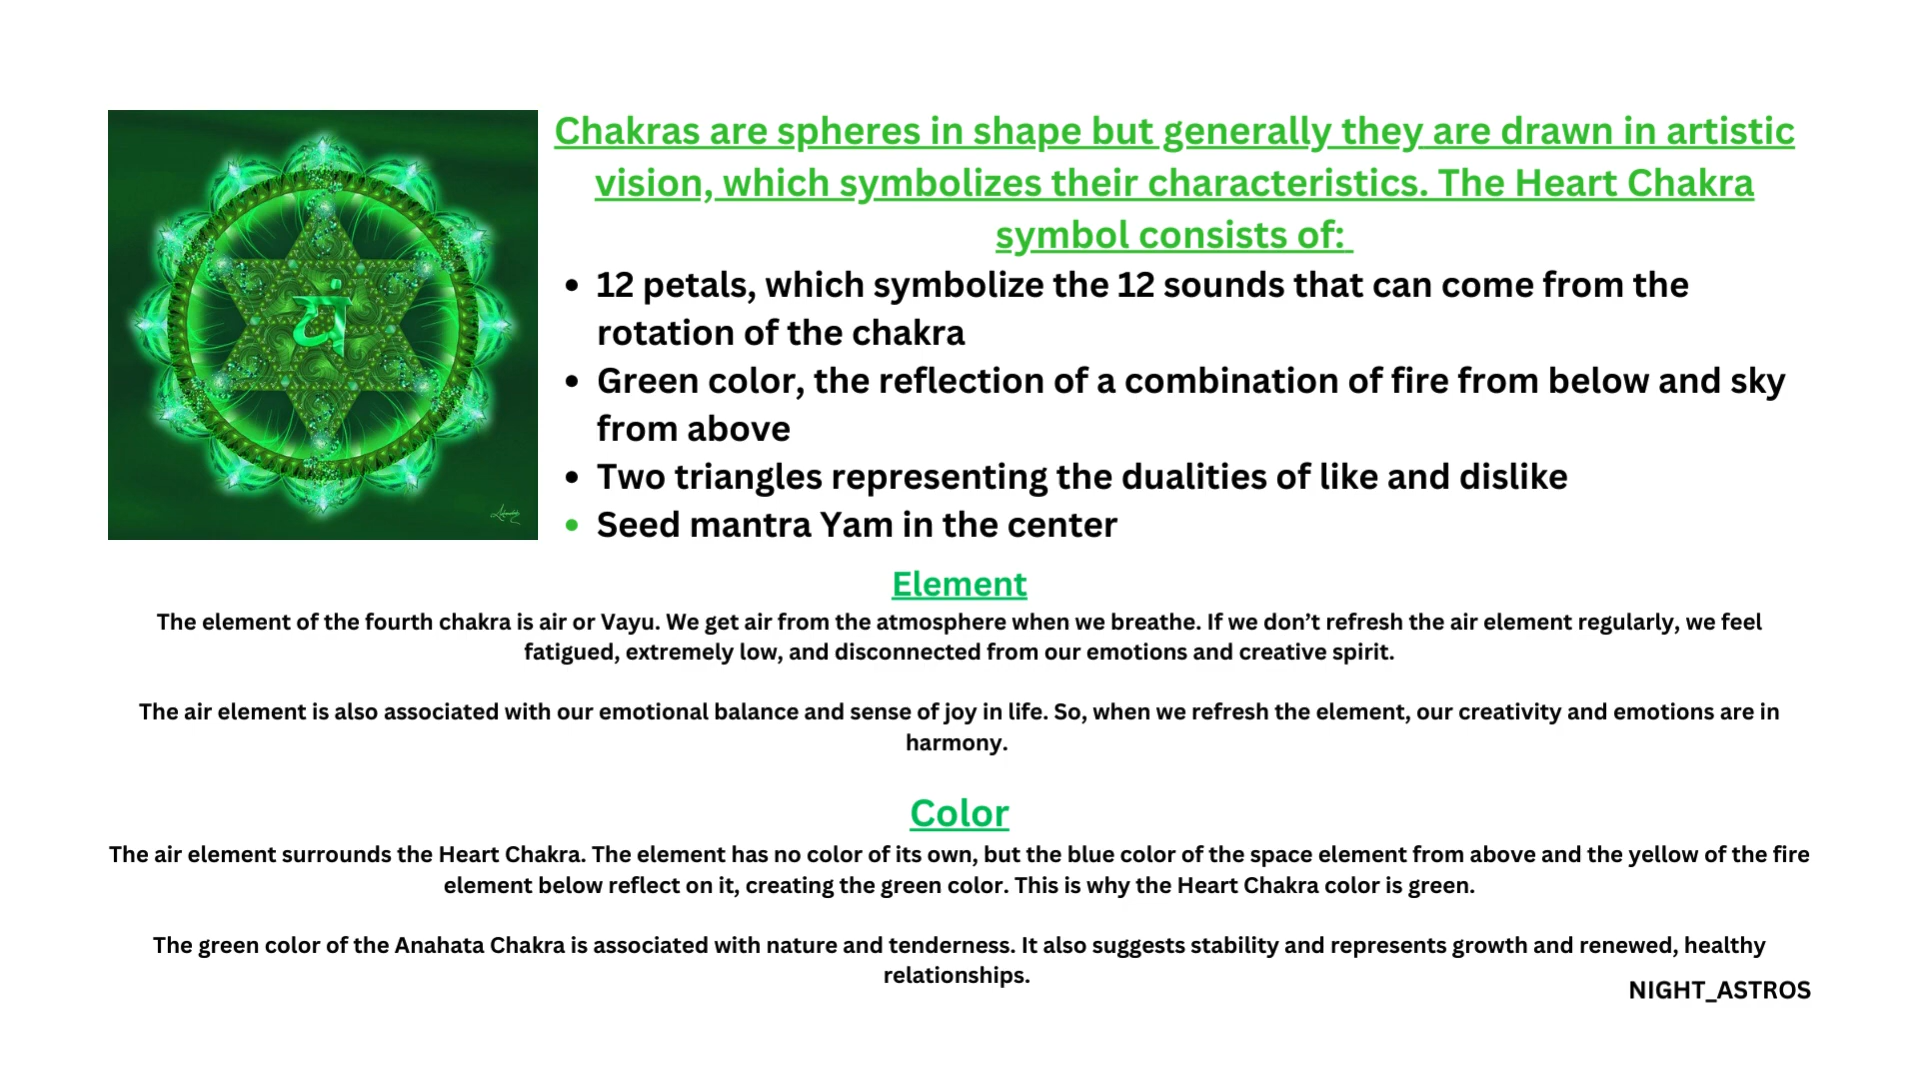 यं
Chakras are spheres in shape but generally they are drawn in artistic
vision, which symbolizes their characteristics. The Heart Chakra
symbol consists of:
• 12 petals, which symbolize the 12 sounds that can come from the
rotation of the chakra
• Green color, the reflection of a combination of fire from below and sky
from above
• Two triangles representing the dualities of like and dislike
• Seed mantra Yam in the center
Element
The element of the fourth chakra is air or Vayu. We get air from the atmosphere when we breathe. If we don’t refresh the air element regularly, we feel
fatigued, extremely low, and disconnected from our emotions and creative spirit.
The air element is also associated with our emotional balance and sense of joy in life. So, when we refresh the element, our creativity and emotions are in
harmony.
Color
The air element surrounds the Heart Chakra. The element has no color of its own, but the blue color of the space element from above and the yellow of the fire
element below reflect on it, creating the green color. This is why the Heart Chakra color is green.
The green color of the Anahata Chakra is associated with nature and tenderness. It also suggests stability and represents growth and renewed, healthy
relationships.
NIGHT_ASTROS